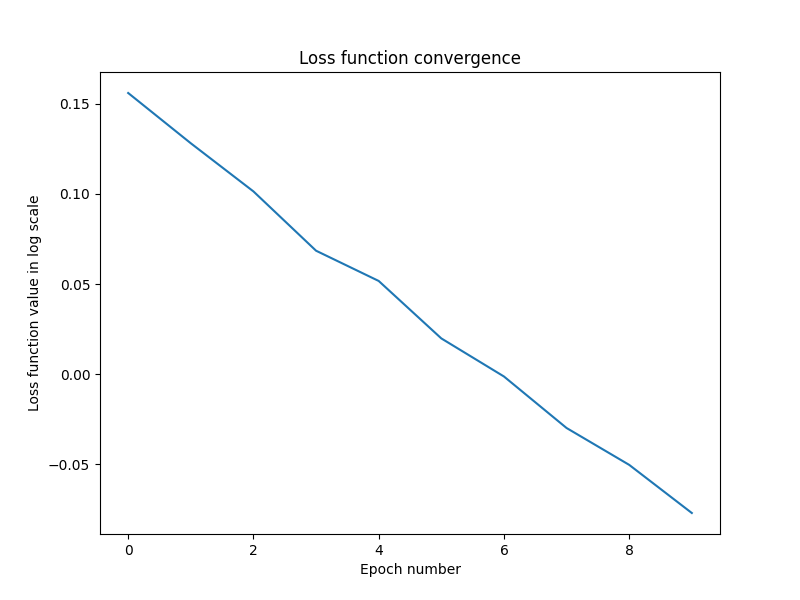 Loss function convergence
0.15
0.10
0.05
0.00
−0.05
Loss function value in log scale
0 2 4 6 8
Epoch number